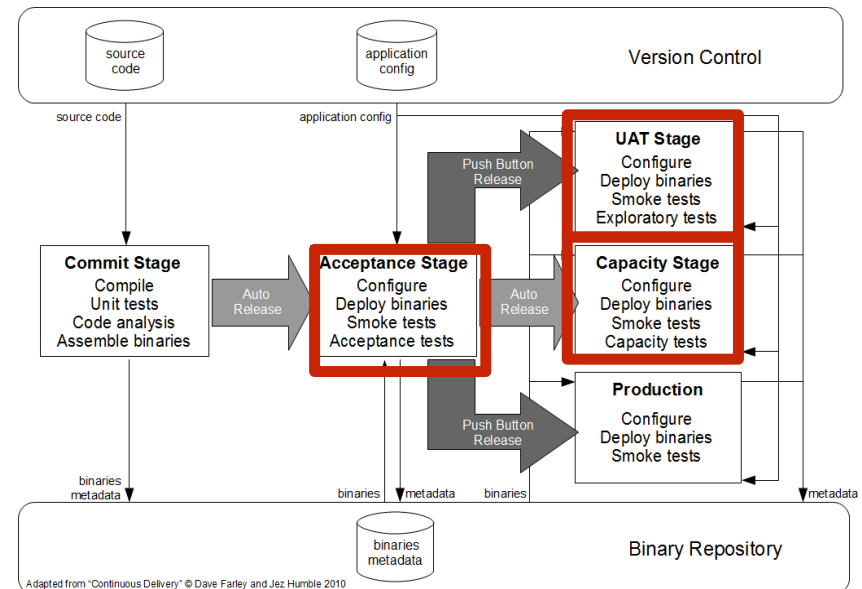 source
code
application
config
Version Control
source code
application config
UAT Stage
Configure
Deploy binaries
Smoke tests
Exploratory tests
Push Button
Release
Commit Stage
Compile
Unit tests
Code analysis
Assemble binaries
Auto
Release
Acceptance Stage
Configure
Deploy binaries
Smoke tests
Acceptance tests
Auto
Release
Capacity Stage
Configure
Deploy binaries
Smoke tests
Capacity tests
Push Button
Release
Production
Configure
Deploy binaries
Smoke tests
binaries
metadata
binaries
metadata
binaries
metadata
binaries
metadata
Binary Repository
Adapted from "Continuous Delivery" © Dave Farley and Jez Humble 2010